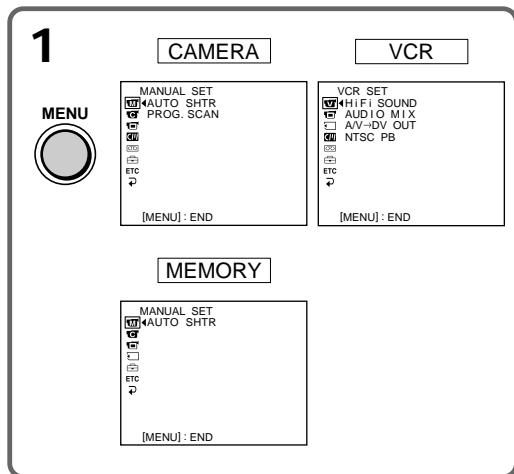 1
CAMERA
VCR
MENU
MANUAL SET
AUTO SHTR
PROG. SCAN
ETC
[MENU] : END
VCR SET
HiFi SOUND
AUDIO MIX
A/V→DV OUT
NTSC PB
ETC
[MENU] : END
MEMORY
MANUAL SET
AUTO SHTR
ETC
[MENU] : END